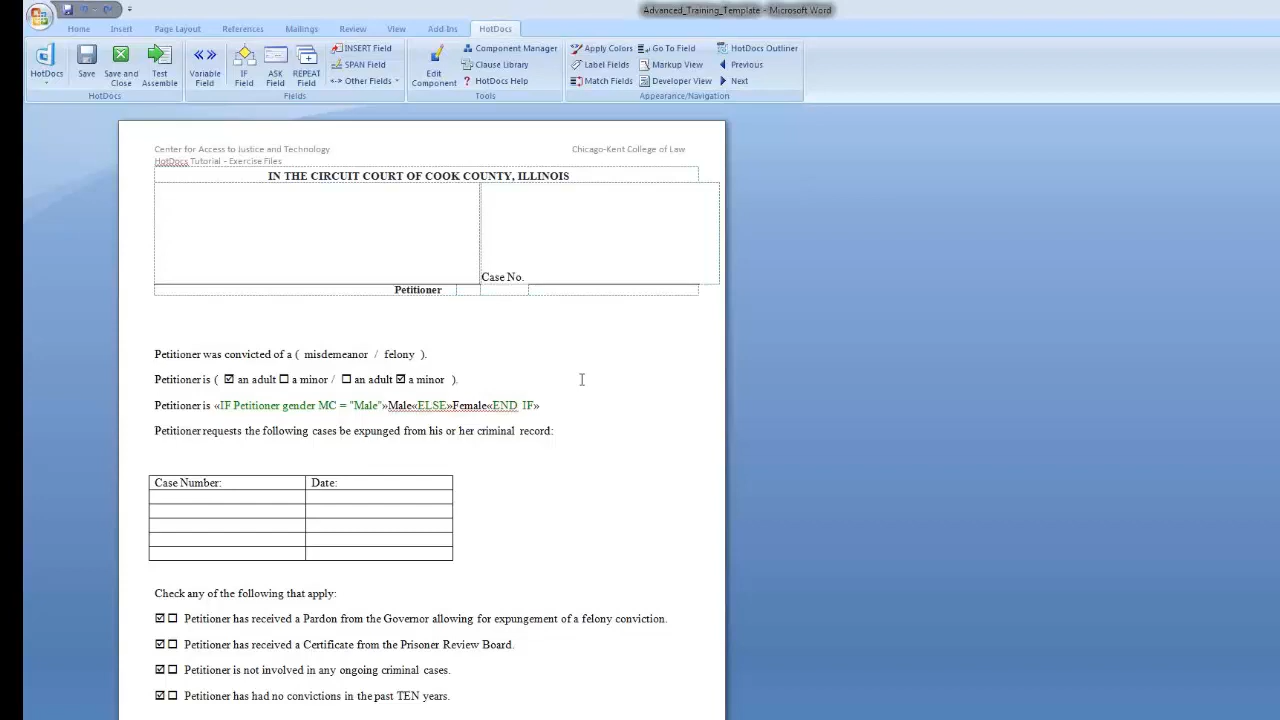 Advanced_Training_Template - Microsoft Word
Home Insert Page Layout References Mailings Review View Add-Ins HotDocs
HotDocs
Save
Save and Close
Test Assemble
HotDocs
Variable Field
IF Field
ASK Field
REPEAT Field
INSERT Field
SPAN Field
Other Fields
Fields
Edit Component
Component Manager
Clause Library
HotDocs Help
Tools
Apply Colors
Label Fields
Match Fields
Go To Field
Markup View
Developer View
HotDocs Outliner
Previous
Next
Appearance/Navigation
Center for Access to Justice and Technology Chicago-Kent College of Law
HotDocs Tutorial - Exercise Files
IN THE CIRCUIT COURT OF COOK COUNTY, ILLINOIS
Case No.
Petitioner
Petitioner was convicted of a ( misdemeanor / felony ).
Petitioner is ( ☑ an adult ☐ a minor / ☐ an adult ☑ a minor ).
Petitioner is «IF Petitioner gender MC = "Male"»Male«ELSE»Female«END IF»
Petitioner requests the following cases be expunged from his or her criminal record:
Case Number: Date:
Check any of the following that apply:
☑ ☐ Petitioner has received a Pardon from the Governor allowing for expungement of a felony conviction.
☑ ☐ Petitioner has received a Certificate from the Prisoner Review Board.
☑ ☐ Petitioner is not involved in any ongoing criminal cases.
☑ ☐ Petitioner has had no convictions in the past TEN years.